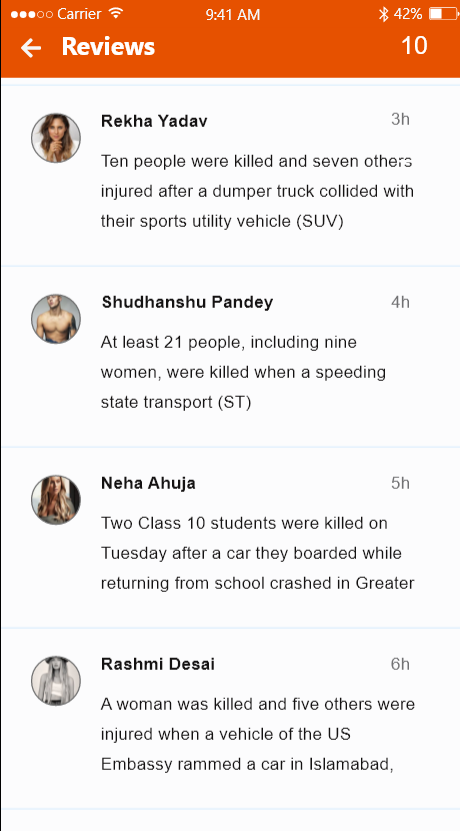 Carrier 9:41 AM 42%
Reviews 10
Rekha Yadav 3h
Ten people were killed and seven others
injured after a dumper truck collided with
their sports utility vehicle (SUV)
Shudhanshu Pandey 4h
At least 21 people, including nine
women, were killed when a speeding
state transport (ST)
Neha Ahuja 5h
Two Class 10 students were killed on
Tuesday after a car they boarded while
returning from school crashed in Greater
Rashmi Desai 6h
A woman was killed and five others were
injured when a vehicle of the US
Embassy rammed a car in Islamabad,